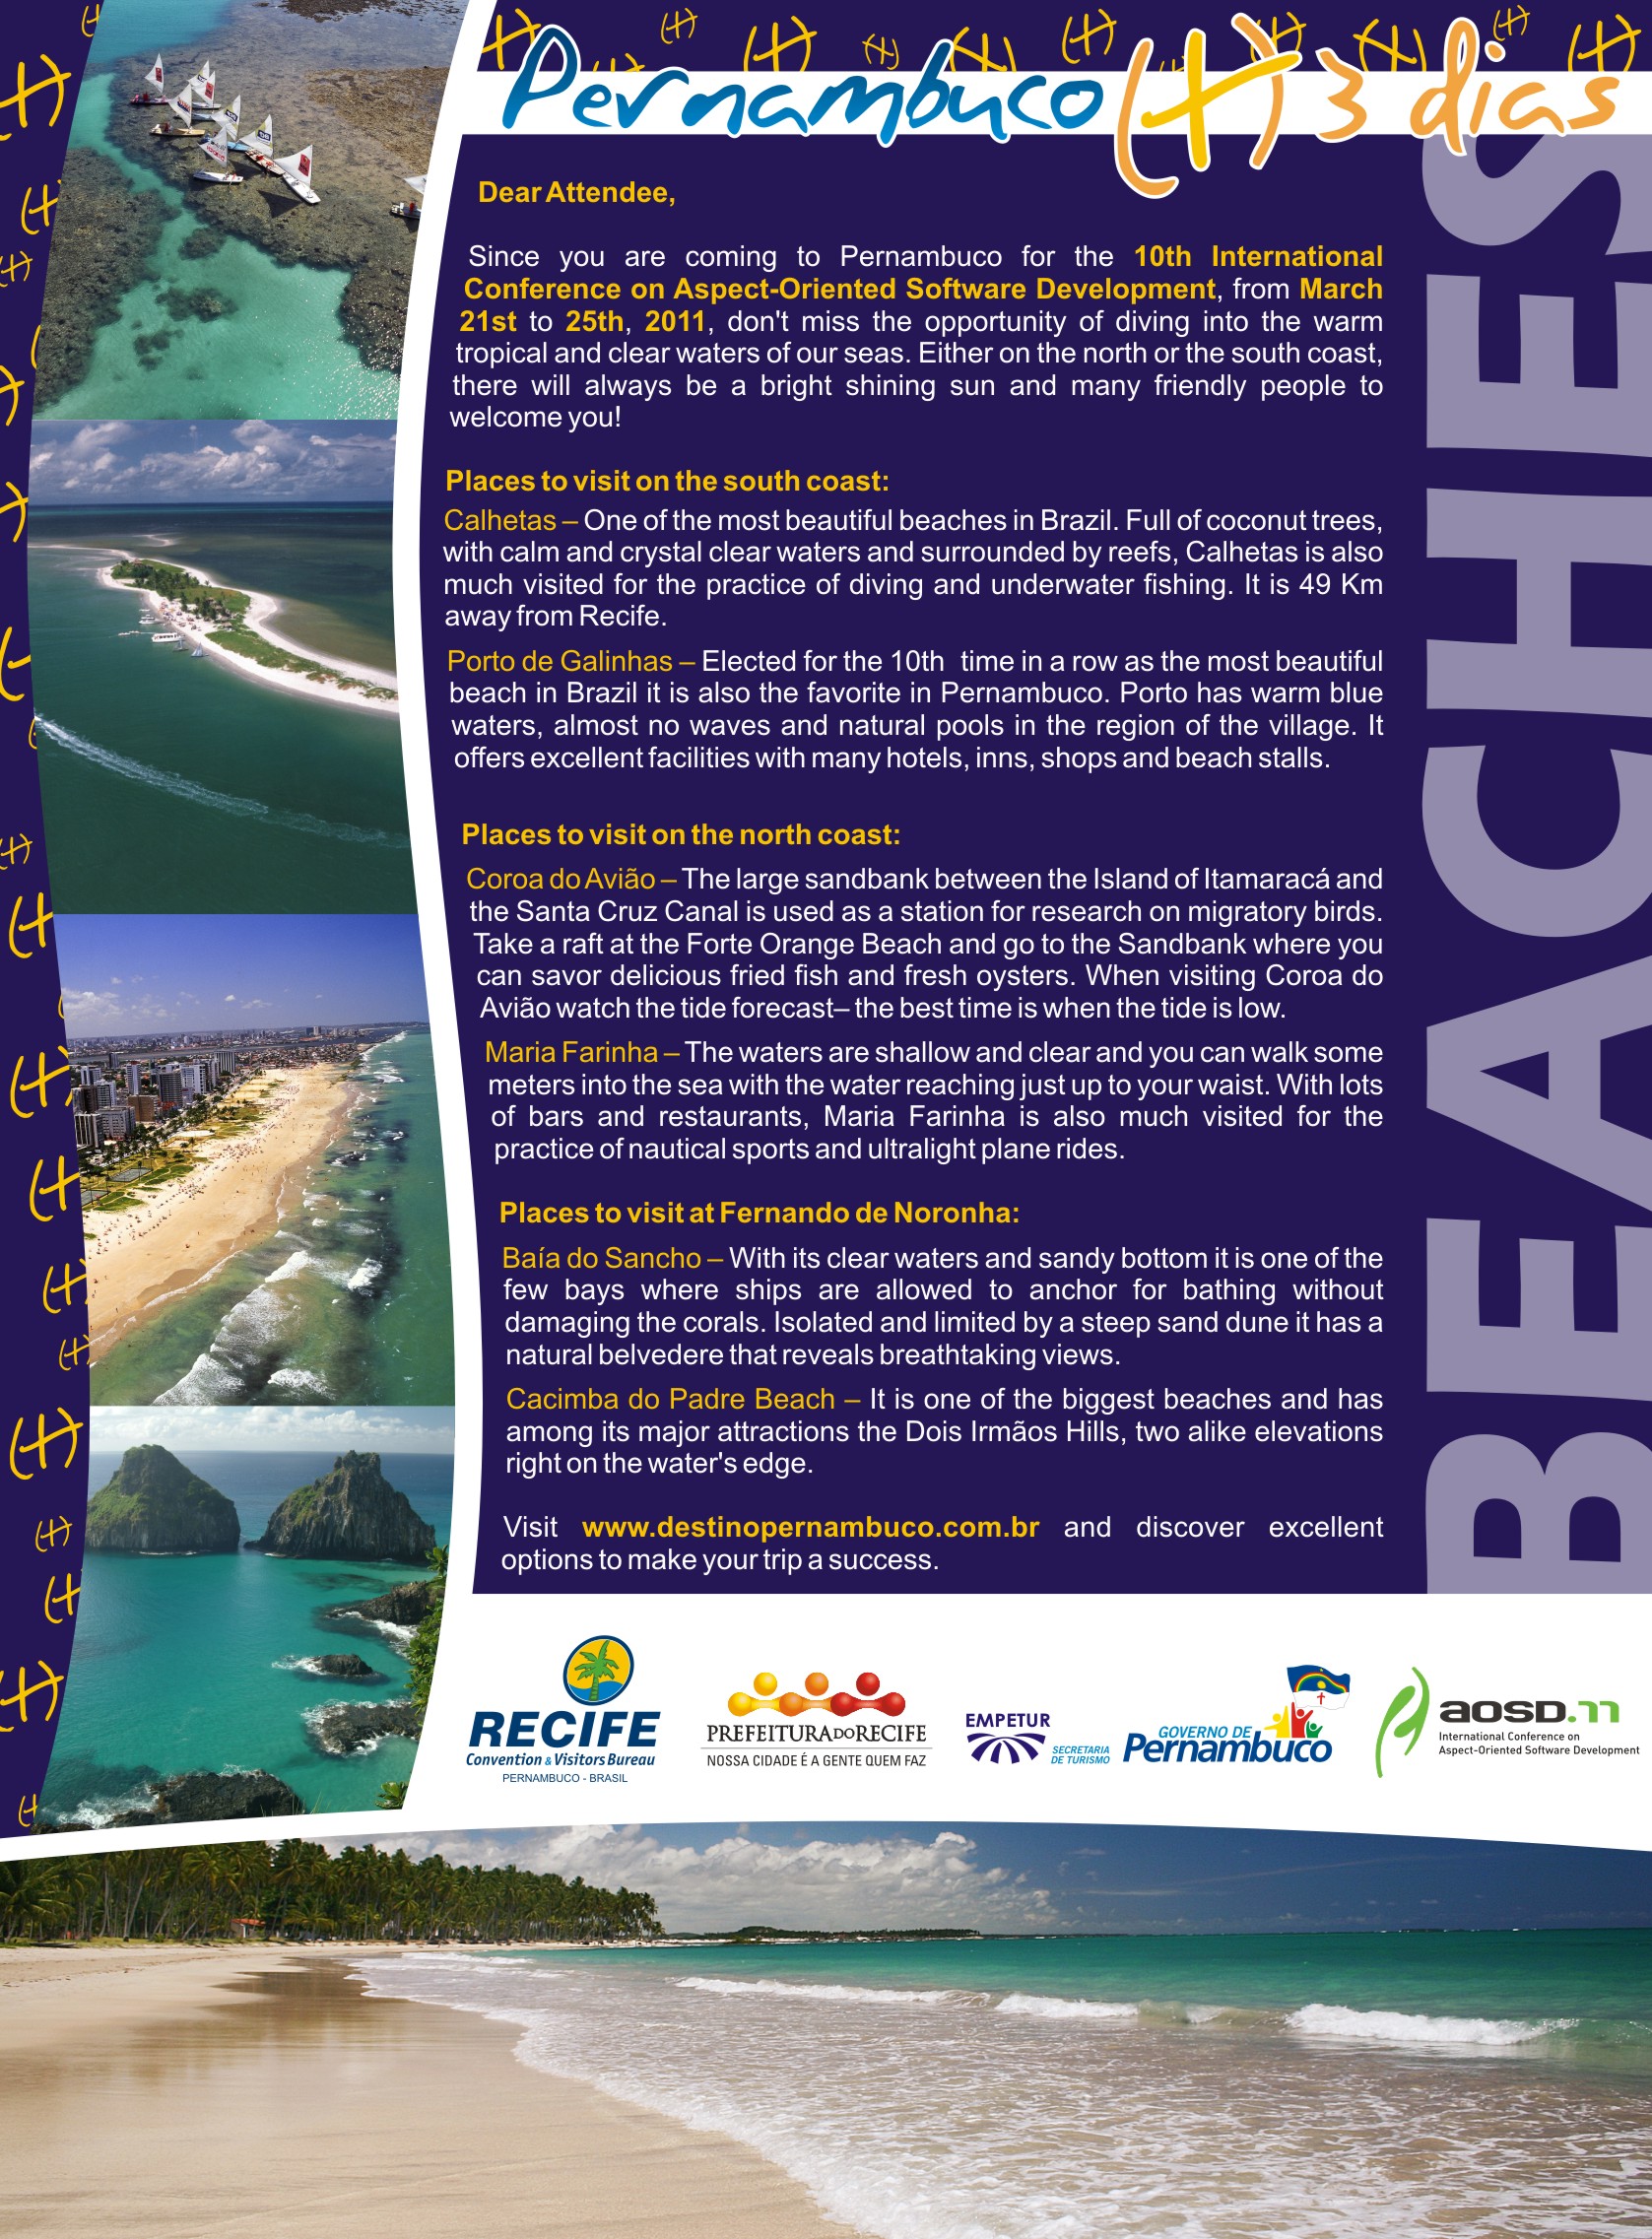 Pernambuco (+) 3 dias
Dear Attendee,
Since you are coming to Pernambuco for the 10th International
Conference on Aspect-Oriented Software Development, from March
21st to 25th, 2011, don't miss the opportunity of diving into the warm
tropical and clear waters of our seas. Either on the north or the south coast,
there will always be a bright shining sun and many friendly people to
welcome you!
Places to visit on the south coast:
Calhetas – One of the most beautiful beaches in Brazil. Full of coconut trees,
with calm and crystal clear waters and surrounded by reefs, Calhetas is also
much visited for the practice of diving and underwater fishing. It is 49 Km
away from Recife.
Porto de Galinhas – Elected for the 10th time in a row as the most beautiful
beach in Brazil it is also the favorite in Pernambuco. Porto has warm blue
waters, almost no waves and natural pools in the region of the village. It
offers excellent facilities with many hotels, inns, shops and beach stalls.
Places to visit on the north coast:
Coroa do Avião – The large sandbank between the Island of Itamaracá and
the Santa Cruz Canal is used as a station for research on migratory birds.
Take a raft at the Forte Orange Beach and go to the Sandbank where you
can savor delicious fried fish and fresh oysters. When visiting Coroa do
Avião watch the tide forecast– the best time is when the tide is low.
Maria Farinha – The waters are shallow and clear and you can walk some
meters into the sea with the water reaching just up to your waist. With lots
of bars and restaurants, Maria Farinha is also much visited for the
practice of nautical sports and ultralight plane rides.
Places to visit at Fernando de Noronha:
Baía do Sancho – With its clear waters and sandy bottom it is one of the
few bays where ships are allowed to anchor for bathing without
damaging the corals. Isolated and limited by a steep sand dune it has a
natural belvedere that reveals breathtaking views.
Cacimba do Padre Beach – It is one of the biggest beaches and has
among its major attractions the Dois Irmãos Hills, two alike elevations
right on the water's edge.
Visit www.destinopernambuco.com.br and discover excellent
options to make your trip a success.
BEACHES
RECIFE
Convention & Visitors Bureau
PERNAMBUCO - BRASIL
PREFEITURA DO RECIFE
NOSSA CIDADE É A GENTE QUEM FAZ
EMPETUR
SECRETARIA
DE TURISMO
GOVERNO DE
Pernambuco
aosd.11
International Conference on
Aspect-Oriented Software Development